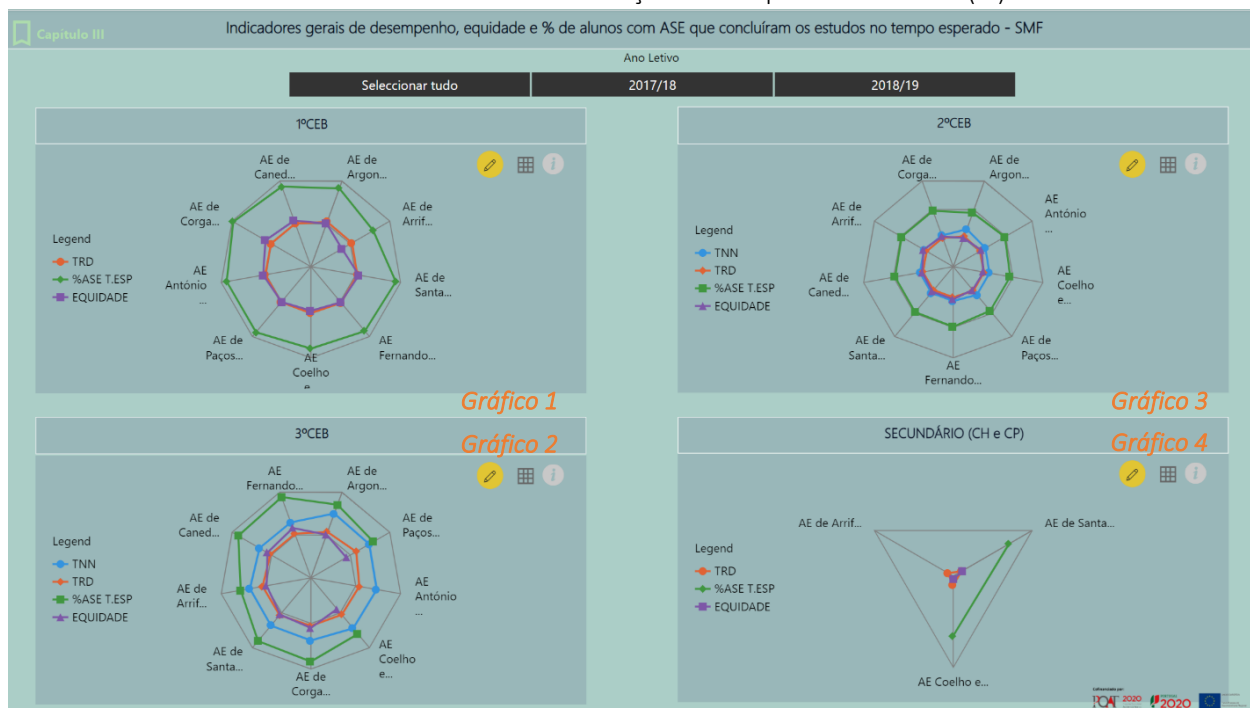 Capitulo III
Indicadores gerais de desempenho, equidade e % de alunos com ASE que concluíram os estudos no tempo esperado - SMF
Ano Letivo
Seleccionar tudo
2017/18
2018/19
1ºCEB
Legend
TRD
%ASE T.ESP
EQUIDADE
AE de
Caned...
AE de
Argon...
AE de
Corga...
AE de
Arrif...
AE
António
...
AE de
Santa...
AE de
Paços...
AE
Coelho
e
AE
Fernando...
Gráfico 1
2ºCEB
Legend
TNN
TRD
%ASE T.ESP
EQUIDADE
AE de
Corga...
AE de
Argon...
AE de
Arrif...
AE
António
...
AE de
Caned...
AE
Coelho
e...
AE de
Santa...
AE
Fernando...
AE de
Paços...
Gráfico 3
3ºCEB
Gráfico 2
Legend
TNN
TRD
%ASE T.ESP
EQUIDADE
AE
Fernando...
AE de
Argon...
AE de
Caned...
AE de
Paços...
AE de
Arrif...
AE
António
...
AE de
Santa...
AE de
Corga...
AE
Coelho
e...
SECUNDÁRIO (CH e CP)
Gráfico 4
Legend
TRD
%ASE T.ESP
EQUIDADE
AE de Arrif...
AE de Santa...
AE Coelho e...
2020
2020